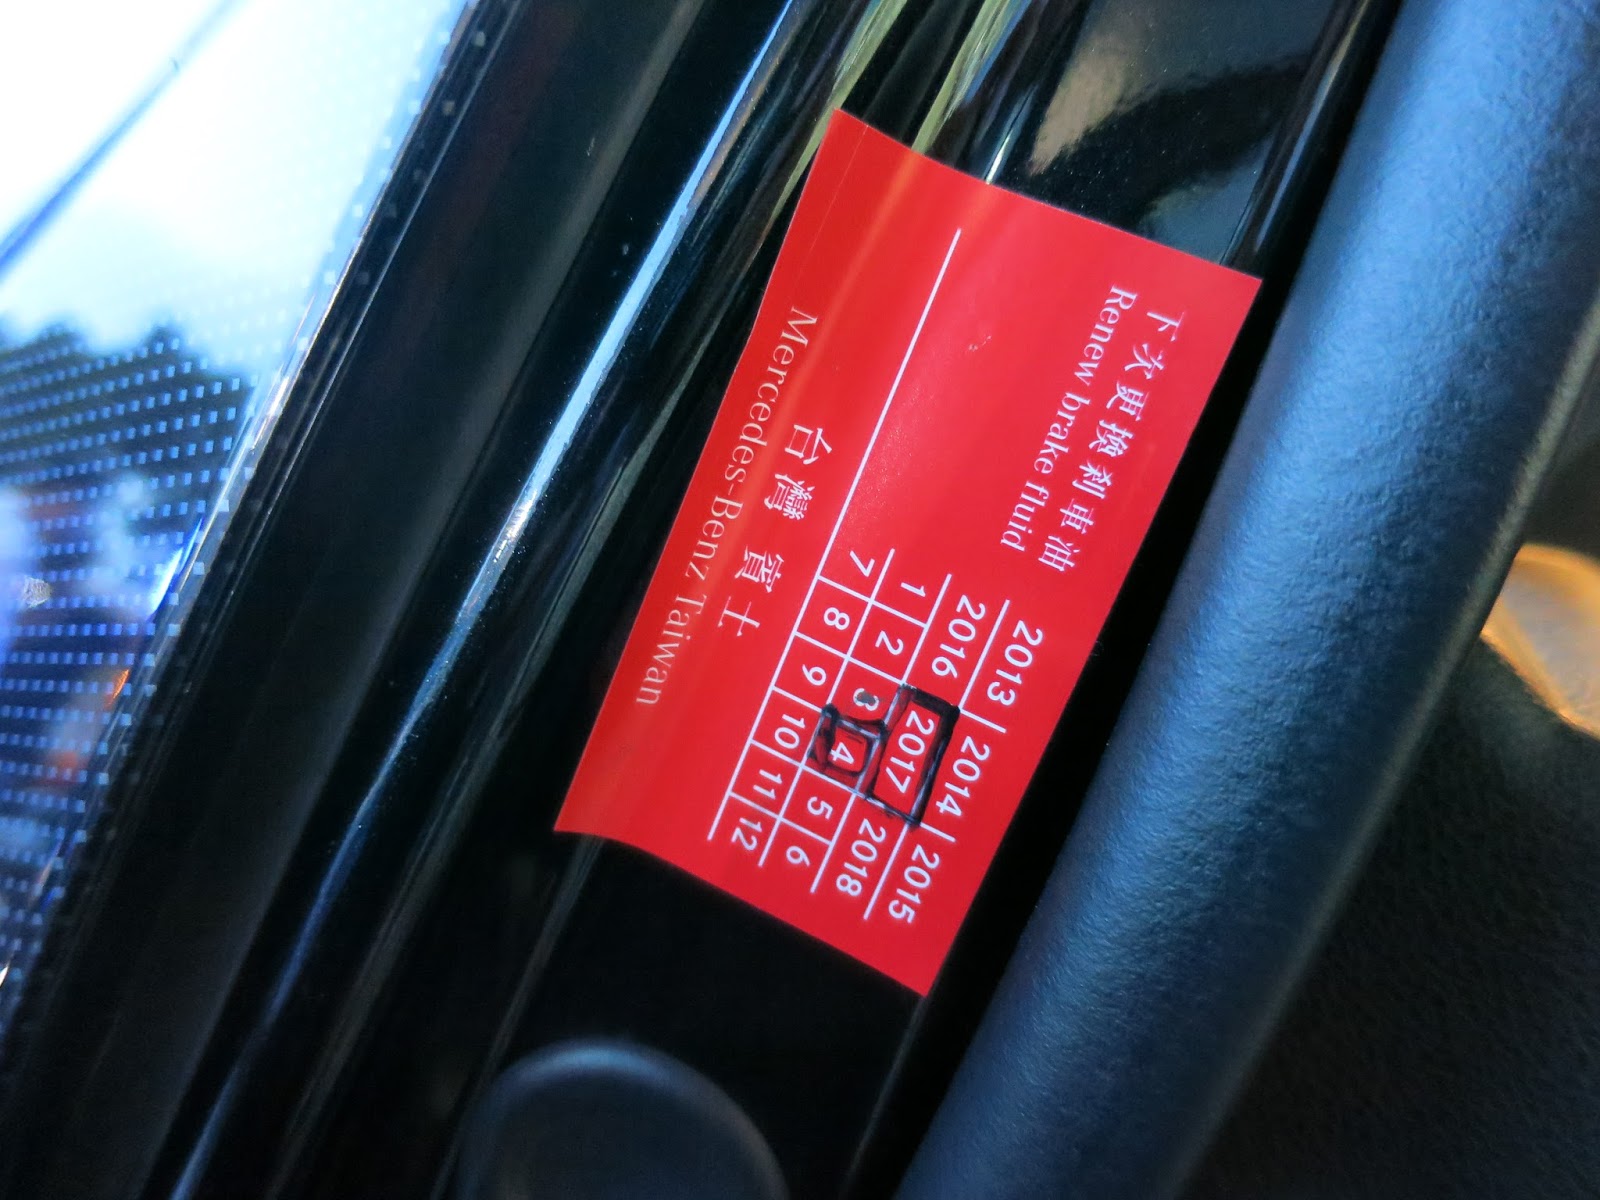 下次更換剎車油
Renew brake fluid
2013 | 2014 | 2015
2016 | 2017 | 2018
1 | 2 | 3 | 4 | 5 | 6
7 | 8 | 9 | 10 | 11 | 12
台灣賓士
Mercedes-Benz Taiwan